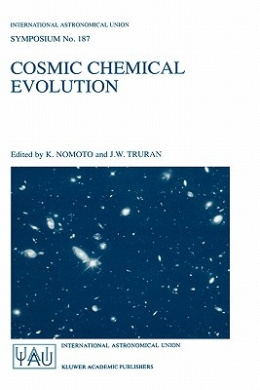 INTERNATIONAL ASTRONOMICAL UNION
SYMPOSIUM No. 187
COSMIC CHEMICAL
EVOLUTION
Edited by K. NOMOTO and J.W. TRURAN
IAU
INTERNATIONAL ASTRONOMICAL UNION
KLUWER ACADEMIC PUBLISHERS